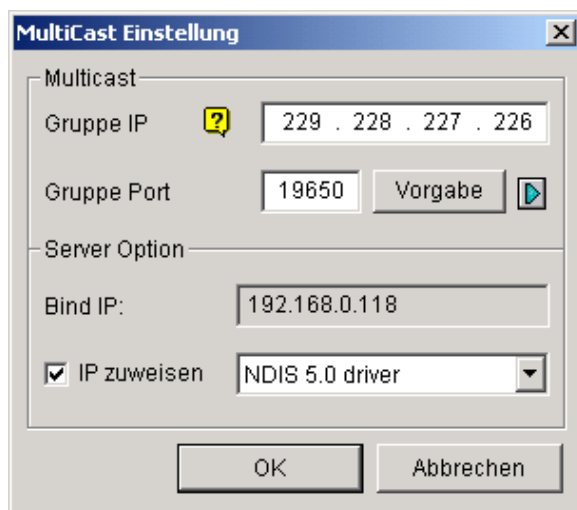 MultiCast Einstellung
Multicast
Gruppe IP ? 229 . 228 . 227 . 226
Gruppe Port 19650 Vorgabe
Server Option
Bind IP: 192.168.0.118
IP zuweisen NDIS 5.0 driver
OK Abbrechen